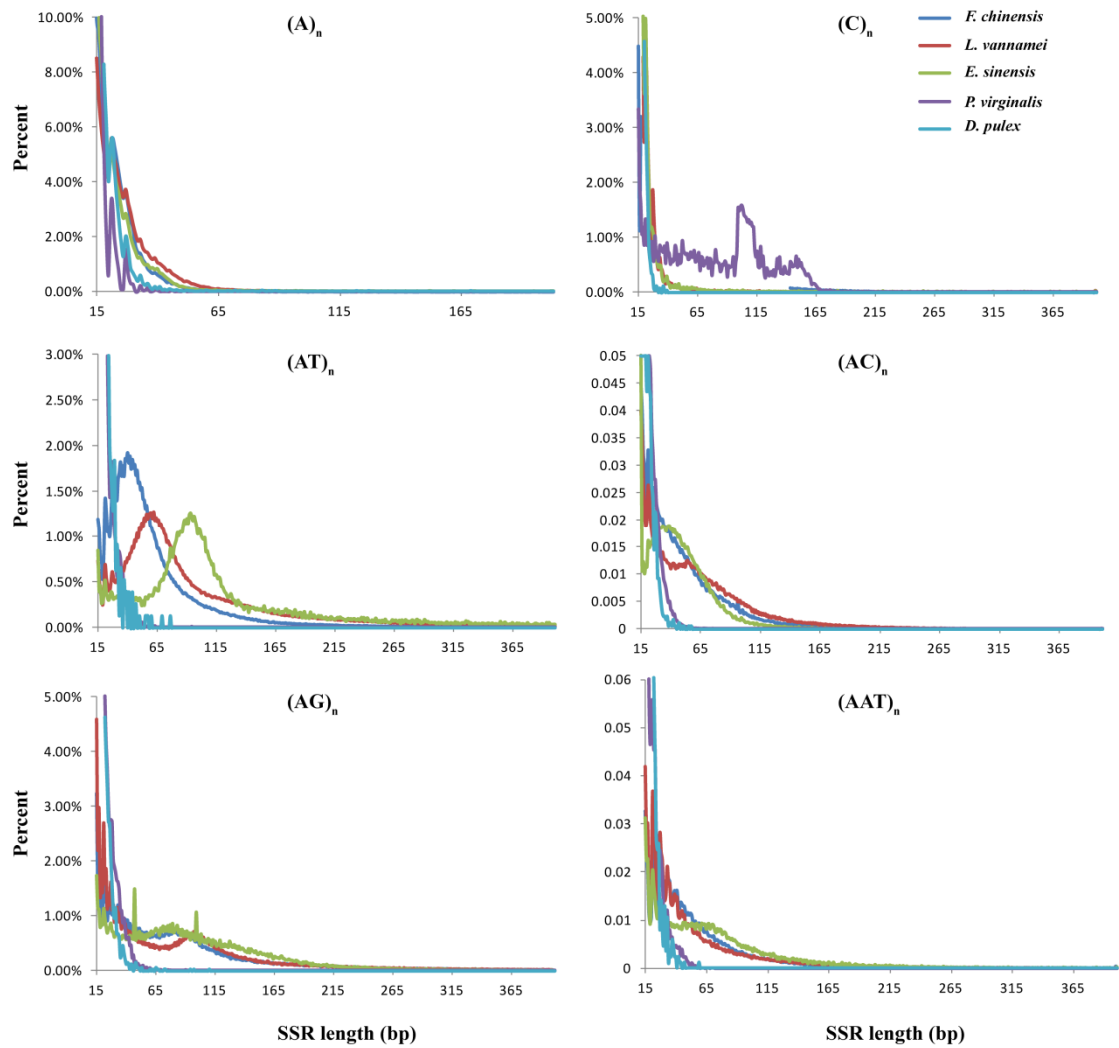 (A)n
Percent
10.00%
8.00%
6.00%
4.00%
2.00%
0.00%
15 65 115 165
(C)n
5.00%
4.00%
3.00%
2.00%
1.00%
0.00%
15 65 115 165 215 265 315 365
F. chinensis
L. vannamei
E. sinensis
P. virginalis
D. pulex
(AT)n
Percent
3.00%
2.50%
2.00%
1.50%
1.00%
0.50%
0.00%
15 65 115 165 215 265 315 365
(AC)n
0.05
0.045
0.04
0.035
0.03
0.025
0.02
0.015
0.01
0.005
0
15 65 115 165 215 265 315 365
(AG)n
Percent
5.00%
4.00%
3.00%
2.00%
1.00%
0.00%
15 65 115 165 215 265 315 365
SSR length (bp)
(AAT)n
0.06
0.05
0.04
0.03
0.02
0.01
0
15 65 115 165 215 265 315 365
SSR length (bp)